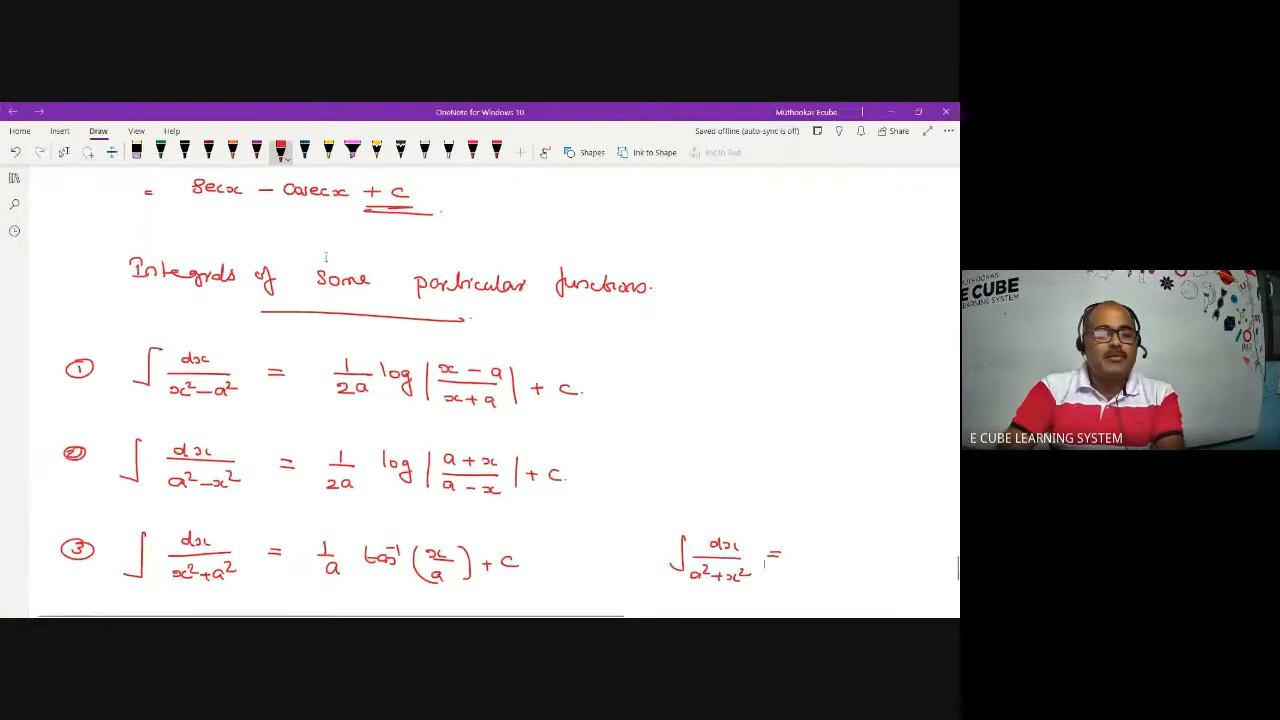 OneNote for Windows 10
Muthookas Ecube
Home Insert Draw View Help
Saved offline (auto-sync is off) Share
Shapes Ink to Shape Ink to Text
= Secx - Cosecx + C
Integrals of some particular functions.
① ∫ dx/(x² - a²) = 1/2a log |(x - a)/(x + a)| + C.
② ∫ dx/(a² - x²) = 1/2a log |(a + x)/(a - x)| + C.
③ ∫ dx/(x² + a²) = 1/a tan⁻¹ (x/a) + C
∫ dx/(a² + x²) =
MUTHOOKAS
E CUBE
LEARNING SYSTEM
E CUBE LEARNING SYSTEM